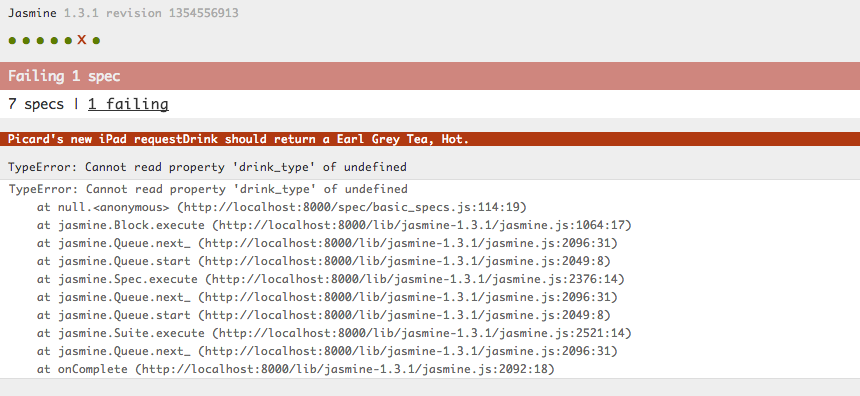 Jasmine 1.3.1 revision 1354556913
• • • • • x •
Failing 1 spec
7 specs | 1 failing
Picard's new iPad requestDrink should return a Earl Grey Tea, Hot.
TypeError: Cannot read property 'drink_type' of undefined
TypeError: Cannot read property 'drink_type' of undefined
at null.<anonymous> (http://localhost:8000/spec/basic_specs.js:114:19)
at jasmine.Block.execute (http://localhost:8000/lib/jasmine-1.3.1/jasmine.js:1064:17)
at jasmine.Queue.next_ (http://localhost:8000/lib/jasmine-1.3.1/jasmine.js:2096:31)
at jasmine.Queue.start (http://localhost:8000/lib/jasmine-1.3.1/jasmine.js:2049:8)
at jasmine.Spec.execute (http://localhost:8000/lib/jasmine-1.3.1/jasmine.js:2376:14)
at jasmine.Queue.next_ (http://localhost:8000/lib/jasmine-1.3.1/jasmine.js:2096:31)
at jasmine.Queue.start (http://localhost:8000/lib/jasmine-1.3.1/jasmine.js:2049:8)
at jasmine.Suite.execute (http://localhost:8000/lib/jasmine-1.3.1/jasmine.js:2521:14)
at jasmine.Queue.next_ (http://localhost:8000/lib/jasmine-1.3.1/jasmine.js:2096:31)
at onComplete (http://localhost:8000/lib/jasmine-1.3.1/jasmine.js:2092:18)